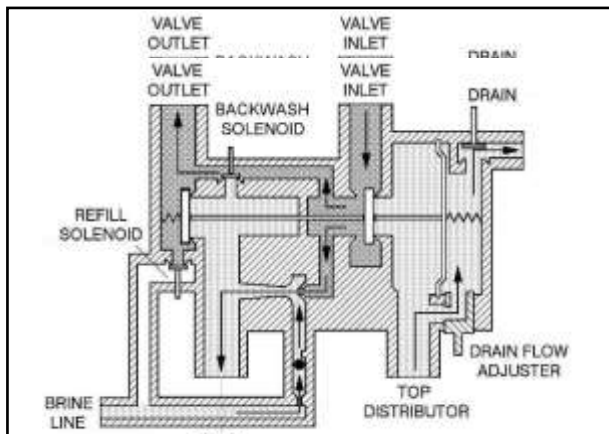 VALVE
OUTLET
VALVE
INLET
VALVE
OUTLET
VALVE
INLET
DRAIN
BACKWASH
SOLENOID
DRAIN
REFILL
SOLENOID
DRAIN FLOW
ADJUSTER
TOP
DISTRIBUTOR
BRINE
LINE